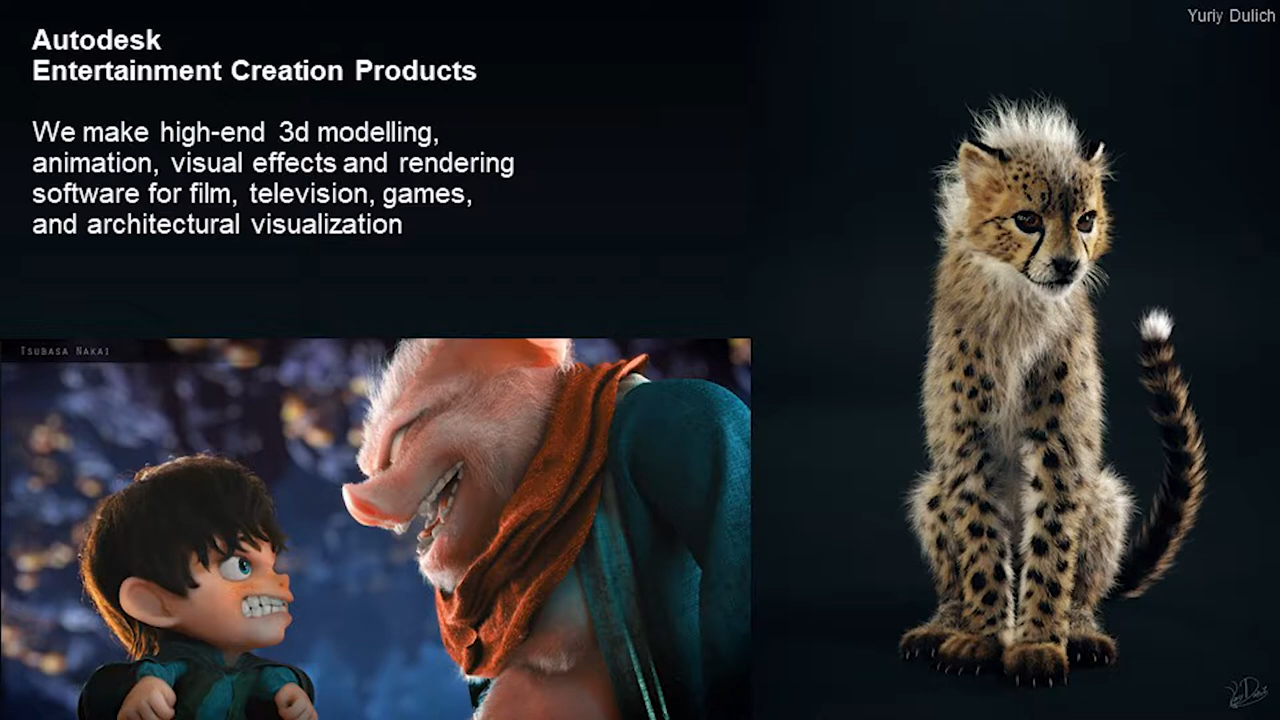 Yuriy Dulich
Autodesk
Entertainment Creation Products
We make high-end 3d modelling,
animation, visual effects and rendering
software for film, television, games,
and architectural visualization
TSUBASA NAKAI